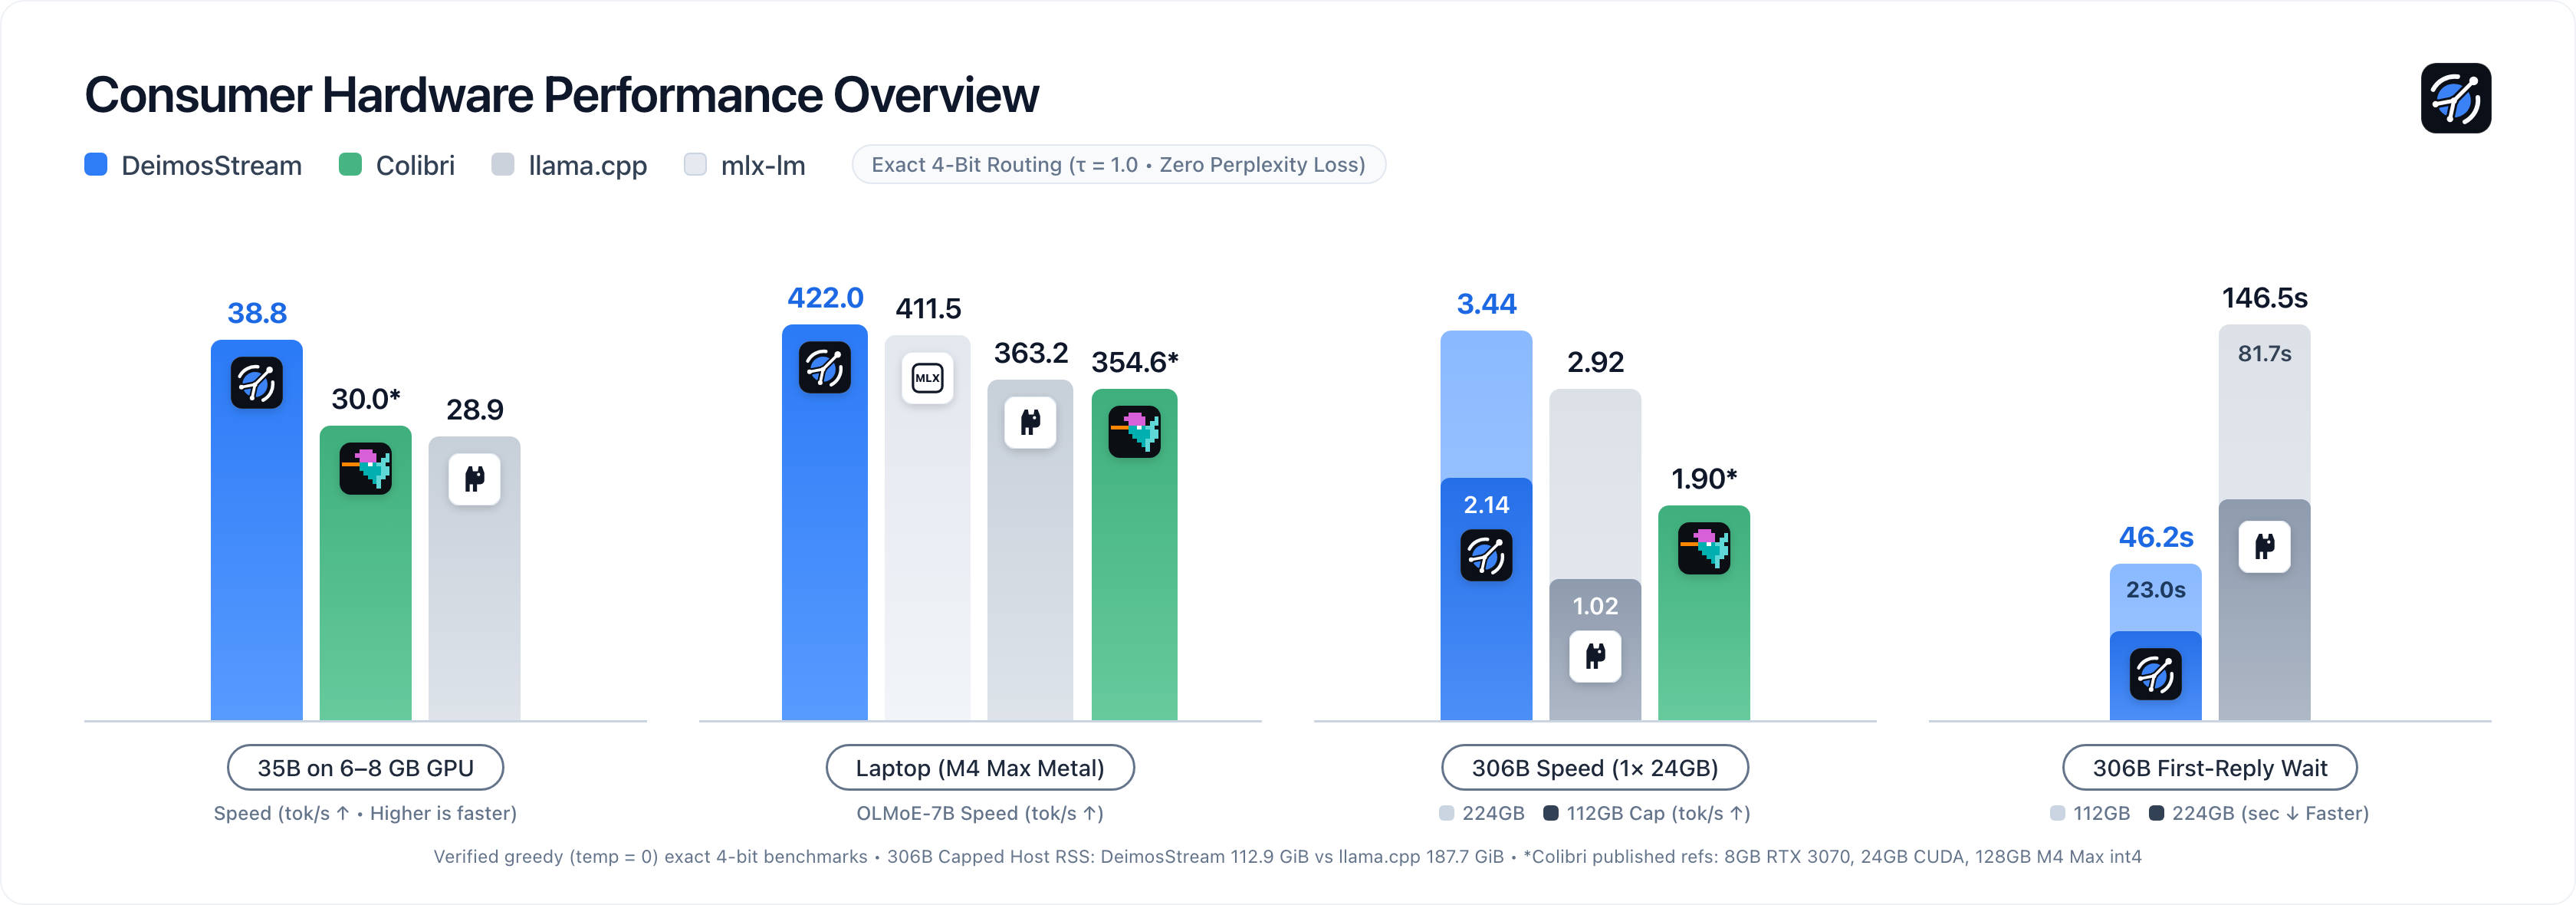 Consumer Hardware Performance Overview
DeimosStream Colibri llama.cpp mlx-lm Exact 4-Bit Routing (τ = 1.0 • Zero Perplexity Loss)
38.8
30.0*
28.9
35B on 6–8 GB GPU
Speed (tok/s ↑ • Higher is faster)
422.0
411.5
MLX
363.2
354.6*
Laptop (M4 Max Metal)
OLMoE-7B Speed (tok/s ↑)
3.44
2.14
2.92
1.02
1.90*
306B Speed (1× 24GB)
224GB 112GB Cap (tok/s ↑)
46.2s
23.0s
146.5s
81.7s
306B First-Reply Wait
112GB 224GB (sec ↓ Faster)
Verified greedy (temp = 0) exact 4-bit benchmarks • 306B Capped Host RSS: DeimosStream 112.9 GiB vs llama.cpp 187.7 GiB • *Colibri published refs: 8GB RTX 3070, 24GB CUDA, 128GB M4 Max int4